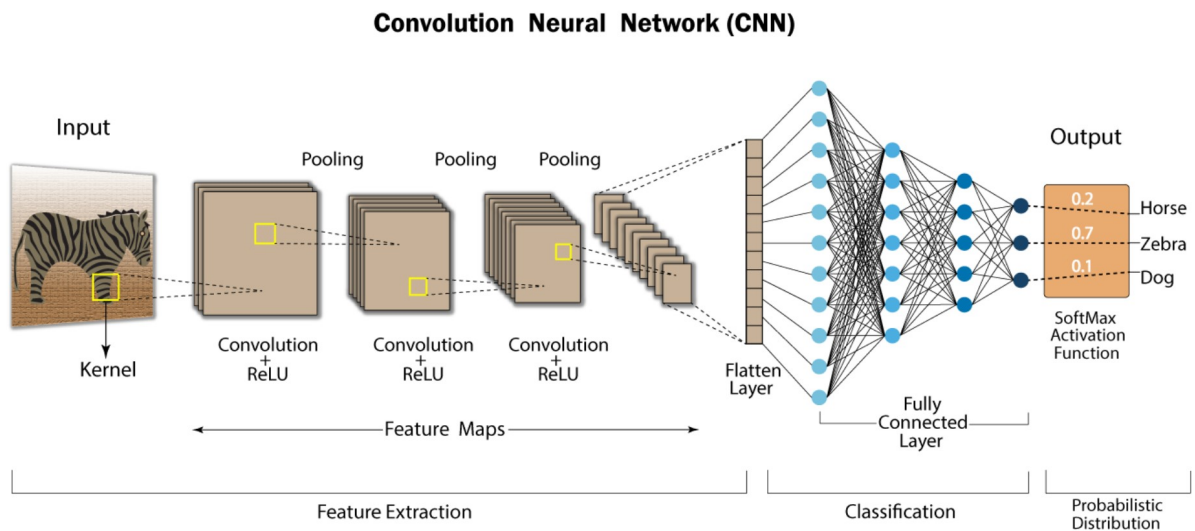 Convolution Neural Network (CNN)
Input
Kernel
Pooling
Pooling
Pooling
Convolution
+
ReLU
Convolution
+
ReLU
Convolution
+
ReLU
Feature Maps
Feature Extraction
Flatten
Layer
Fully
Connected
Layer
Classification
Output
0.2
Horse
0.7
Zebra
0.1
Dog
SoftMax
Activation
Function
Probabilistic
Distribution